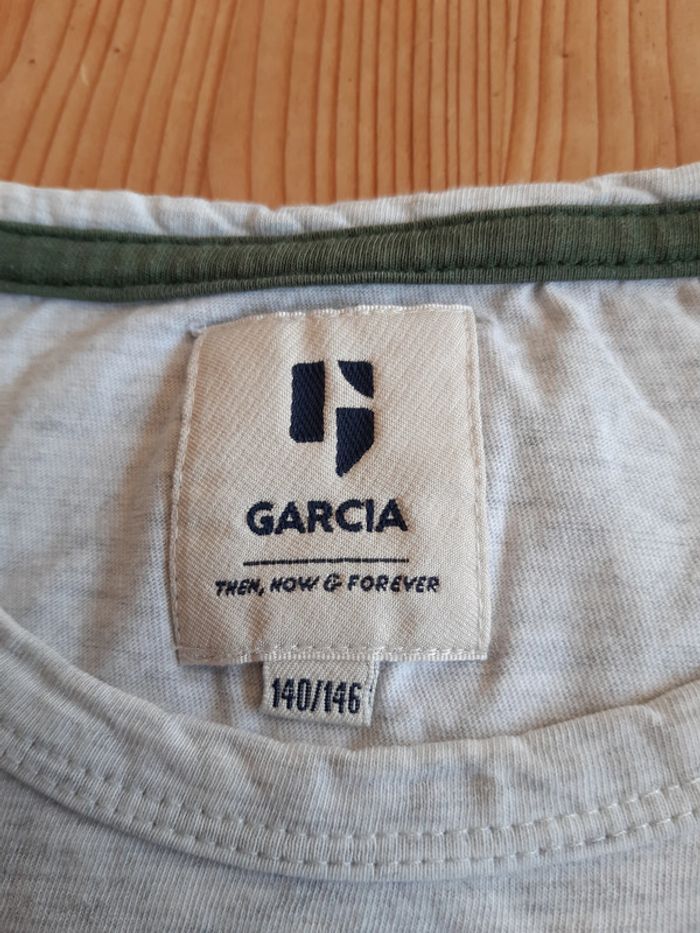 GARCIA
THEN, NOW & FOREVER
140/146